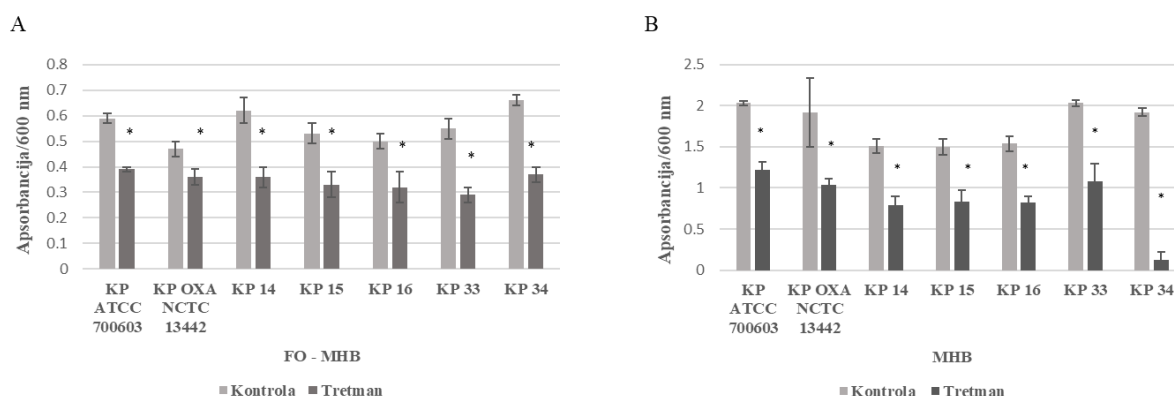 A
Apsorbancija/600 nm
0.8
0.7
0.6
0.5
0.4
0.3
0.2
0.1
0
*
*
*
*
*
*
*
KP ATCC 700603
KP OXA NCTC 13442
KP 14
KP 15
KP 16
KP 33
KP 34
FO - MHB
Kontrola
Tretman
B
Apsorbancija/600 nm
2.5
2
1.5
1
0.5
0
*
*
*
*
*
*
*
KP ATCC 700603
KP OXA NCTC 13442
KP 14
KP 15
KP 16
KP 33
KP 34
MHB
Kontrola
Tretman